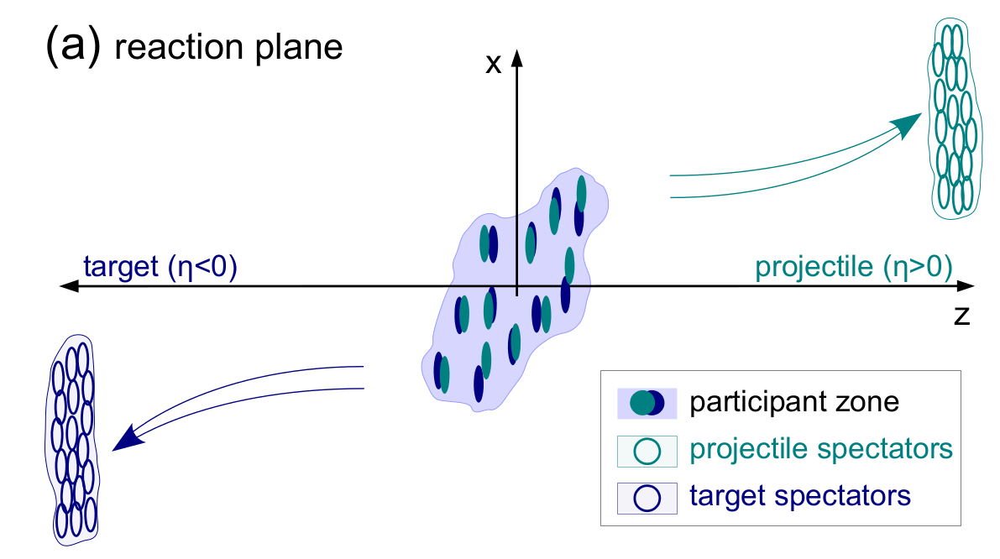 (a) reaction plane
x
target (η<0)
projectile (η>0)
z
participant zone
projectile spectators
target spectators